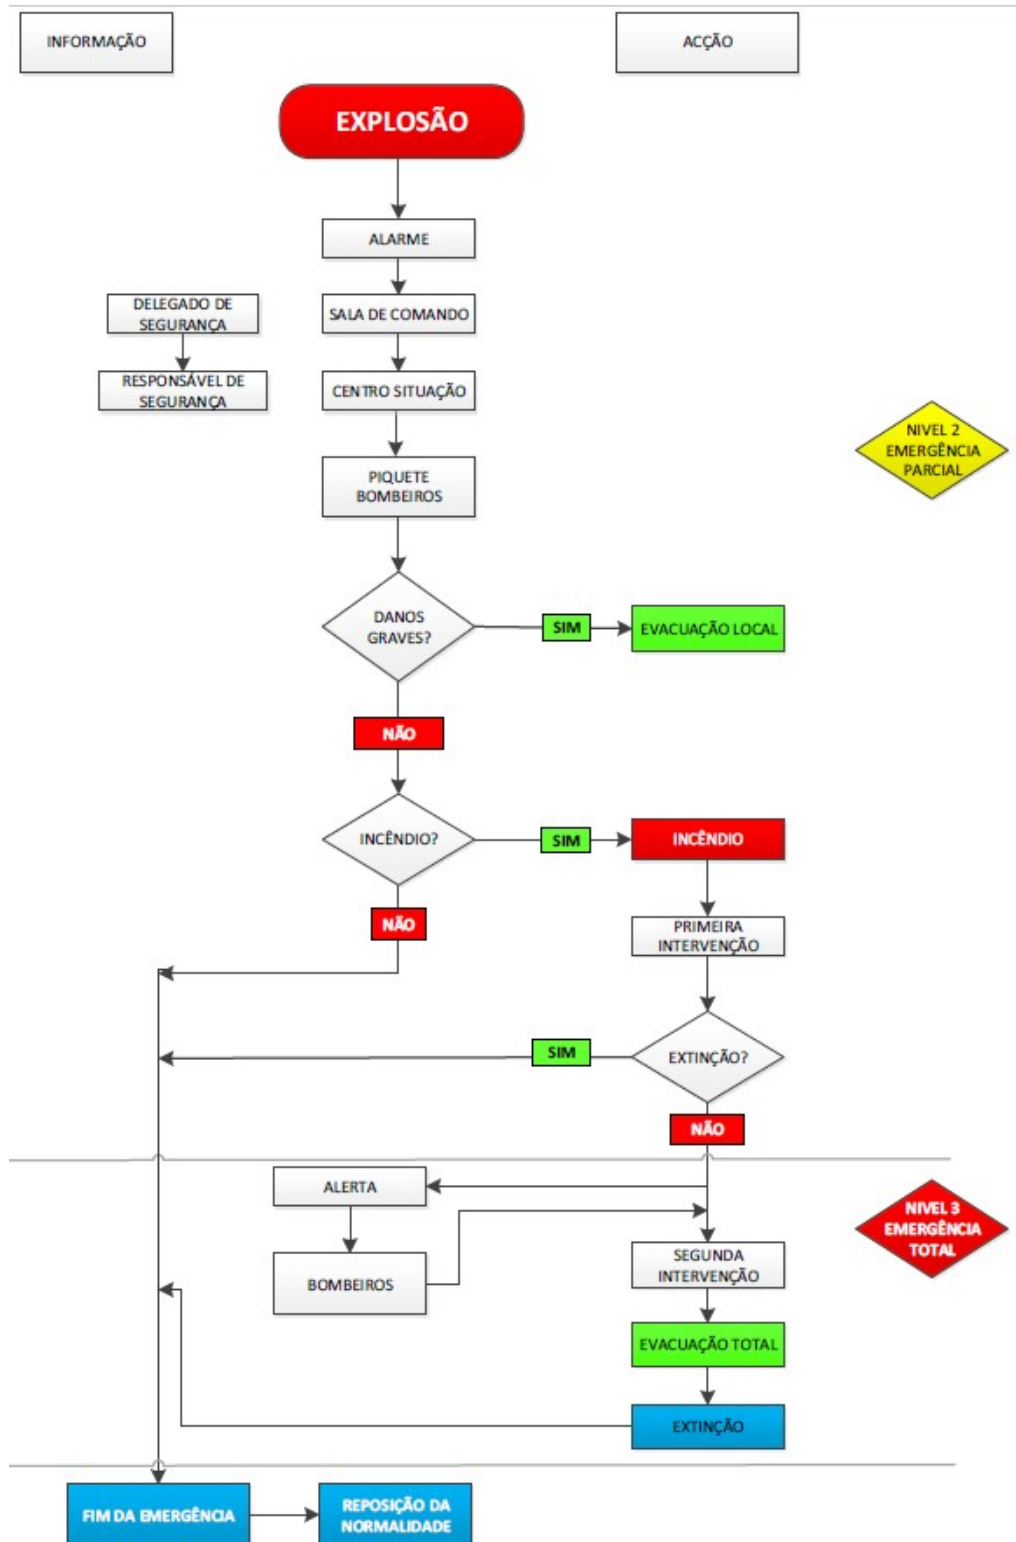 INFORMAÇÃO
ACÇÃO
EXPLOSÃO
ALARME
DELEGADO DE
SEGURANÇA
SALA DE COMANDO
RESPONSÁVEL DE
SEGURANÇA
CENTRO SITUAÇÃO
NIVEL 2
EMERGÊNCIA
PARCIAL
PIQUETE
BOMBEIROS
DANOS
GRAVES?
SIM
EVACUAÇÃO LOCAL
NÃO
INCÊNDIO?
SIM
INCÊNDIO
NÃO
PRIMEIRA
INTERVENÇÃO
SIM
EXTINÇÃO?
NÃO
ALERTA
NIVEL 3
EMERGÊNCIA
TOTAL
SEGUNDA
INTERVENÇÃO
BOMBEIROS
EVACUAÇÃO TOTAL
EXTINÇÃO
FIM DA EMERGÊNCIA
REPOSIÇÃO DA
NORMALIDADE